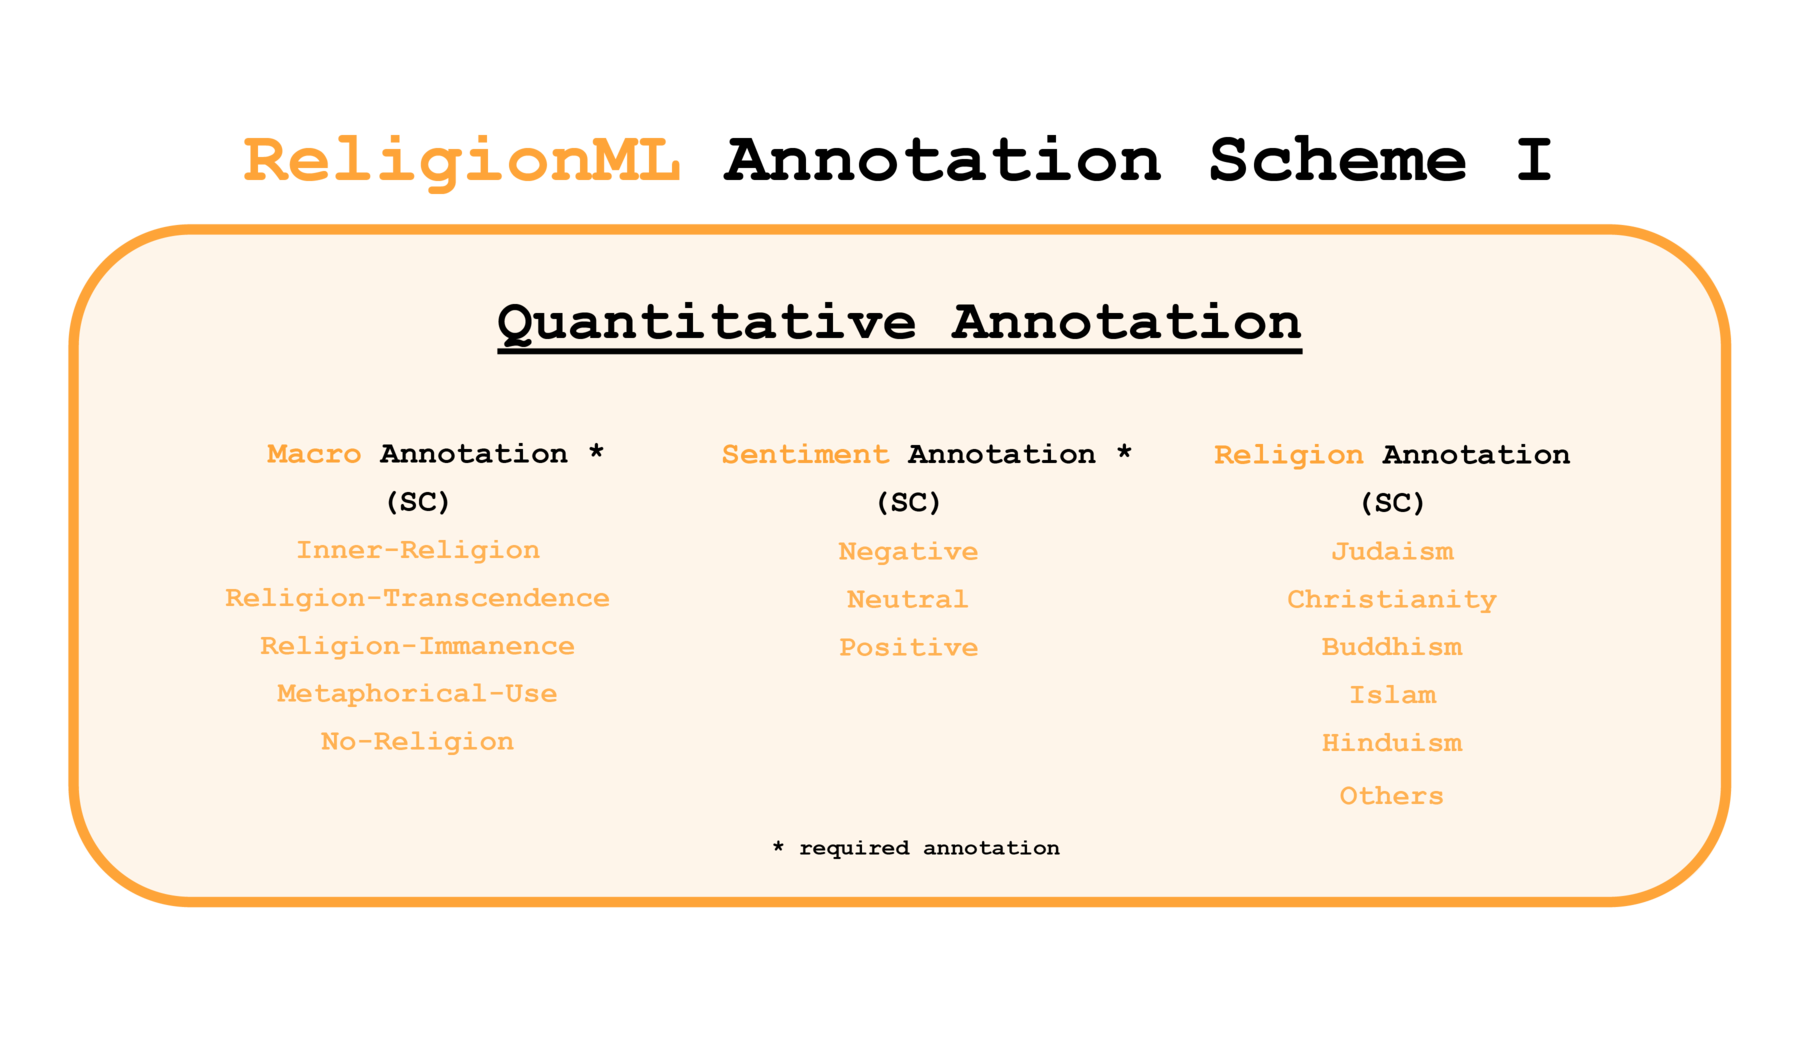 ReligionML Annotation Scheme I
Quantitative Annotation
Macro Annotation *
(SC)
Inner-Religion
Religion-Transcendence
Religion-Immanence
Metaphorical-Use
No-Religion
Sentiment Annotation *
(SC)
Negative
Neutral
Positive
Religion Annotation
(SC)
Judaism
Christianity
Buddhism
Islam
Hinduism
Others
* required annotation